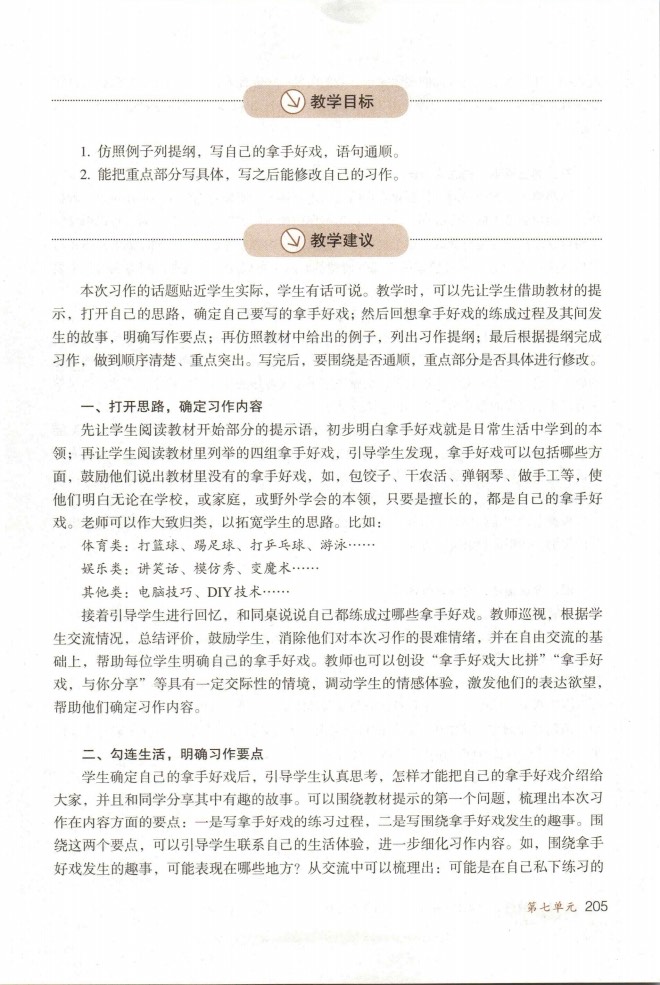 教学目标
1. 仿照例子列提纲，写自己的拿手好戏，语句通顺。
2. 能把重点部分写具体，写之后能修改自己的习作。
教学建议
本次习作的话题贴近学生实际，学生有话可说。教学时，可以先让学生借助教材的提
示，打开自己的思路，确定自己要写的拿手好戏；然后回想拿手好戏的练成过程及其间发
生的故事，明确写作要点；再仿照教材中给出的例子，列出习作提纲；最后根据提纲完成
习作，做到顺序清楚、重点突出。写完后，要围绕是否通顺，重点部分是否具体进行修改。
一、打开思路，确定习作内容
先让学生阅读教材开始部分的提示语，初步明白拿手好戏就是日常生活中学到的本
领；再让学生阅读教材里列举的四组拿手好戏，引导学生发现，拿手好戏可以包括哪些方
面，鼓励他们说出教材里没有的拿手好戏，如，包饺子、干农活、弹钢琴、做手工等，使
他们明白无论在学校，或家庭，或野外学会的本领，只要是擅长的，都是自己的拿手好
戏。老师可以作大致归类，以拓宽学生的思路。比如：
体育类：打篮球、踢足球、打乒乓球、游泳……
娱乐类：讲笑话、模仿秀、变魔术……
其他类：电脑技巧、DIY技术……
接着引导学生进行回忆，和同桌说说自己都练成过哪些拿手好戏。教师巡视，根据学
生交流情况，总结评价，鼓励学生，消除他们对本次习作的畏难情绪，并在自由交流的基
础上，帮助每位学生明确自己的拿手好戏。教师也可以创设“拿手好戏大比拼”“拿手好
戏，与你分享”等具有一定交际性的情境，调动学生的情感体验，激发他们的表达欲望，
帮助他们确定习作内容。
二、勾连生活，明确习作要点
学生确定自己的拿手好戏后，引导学生认真思考，怎样才能把自己的拿手好戏介绍给
大家，并且和同学分享其中有趣的故事。可以围绕教材提示的第一个问题，梳理出本次习
作在内容方面的要点：一是写拿手好戏的练习过程，二是写围绕拿手好戏发生的趣事。围
绕这两个要点，可以引导学生联系自己的生活体验，进一步细化习作内容。如，围绕拿手
好戏发生的趣事，可能表现在哪些地方？从交流中可以梳理出：可能是在自己私下练习的
第七单元 205